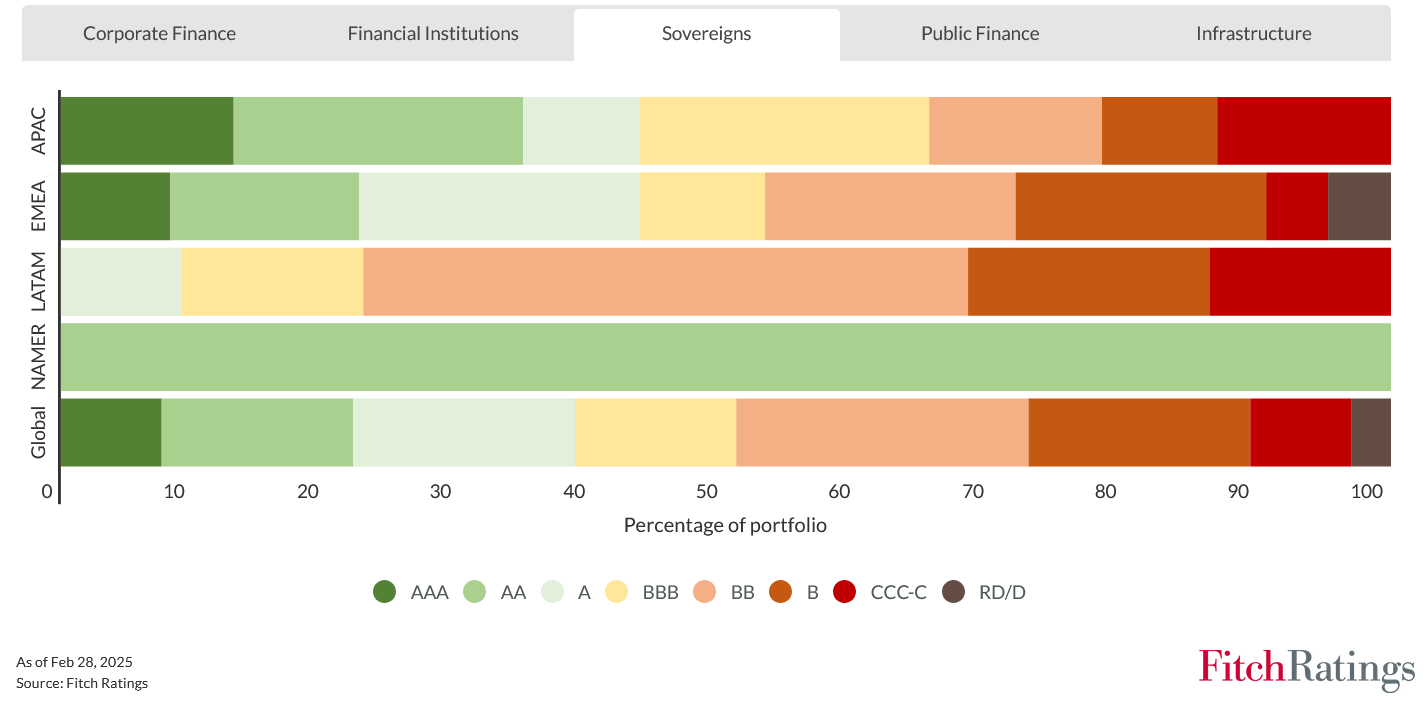 Corporate Finance Financial Institutions Sovereigns Public Finance Infrastructure
APAC
EMEA
LATAM
NAMER
Global
0 10 20 30 40 50 60 70 80 90 100
Percentage of portfolio
AAA AA A BBB BB B CCC-C RD/D
As of Feb 28, 2025
Source: Fitch Ratings
FitchRatings